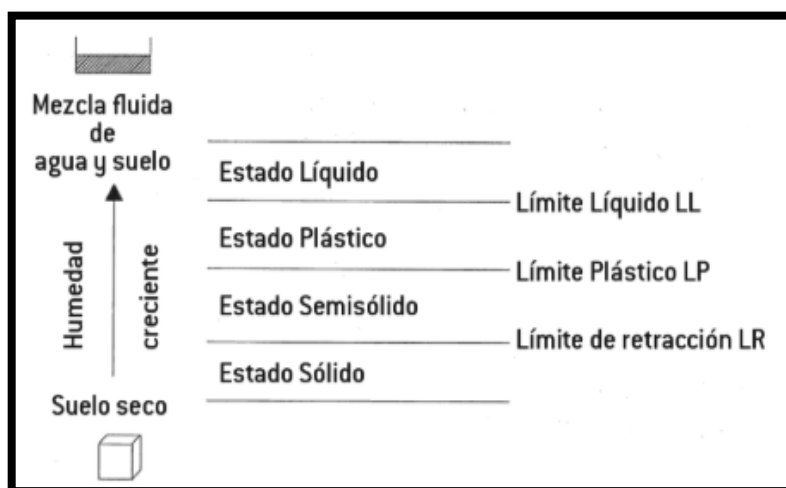 Mezcla fluida
de
agua y suelo
Humedad
creciente
Suelo seco
Estado Líquido
Límite Líquido LL
Estado Plástico
Límite Plástico LP
Estado Semisólido
Límite de retracción LR
Estado Sólido